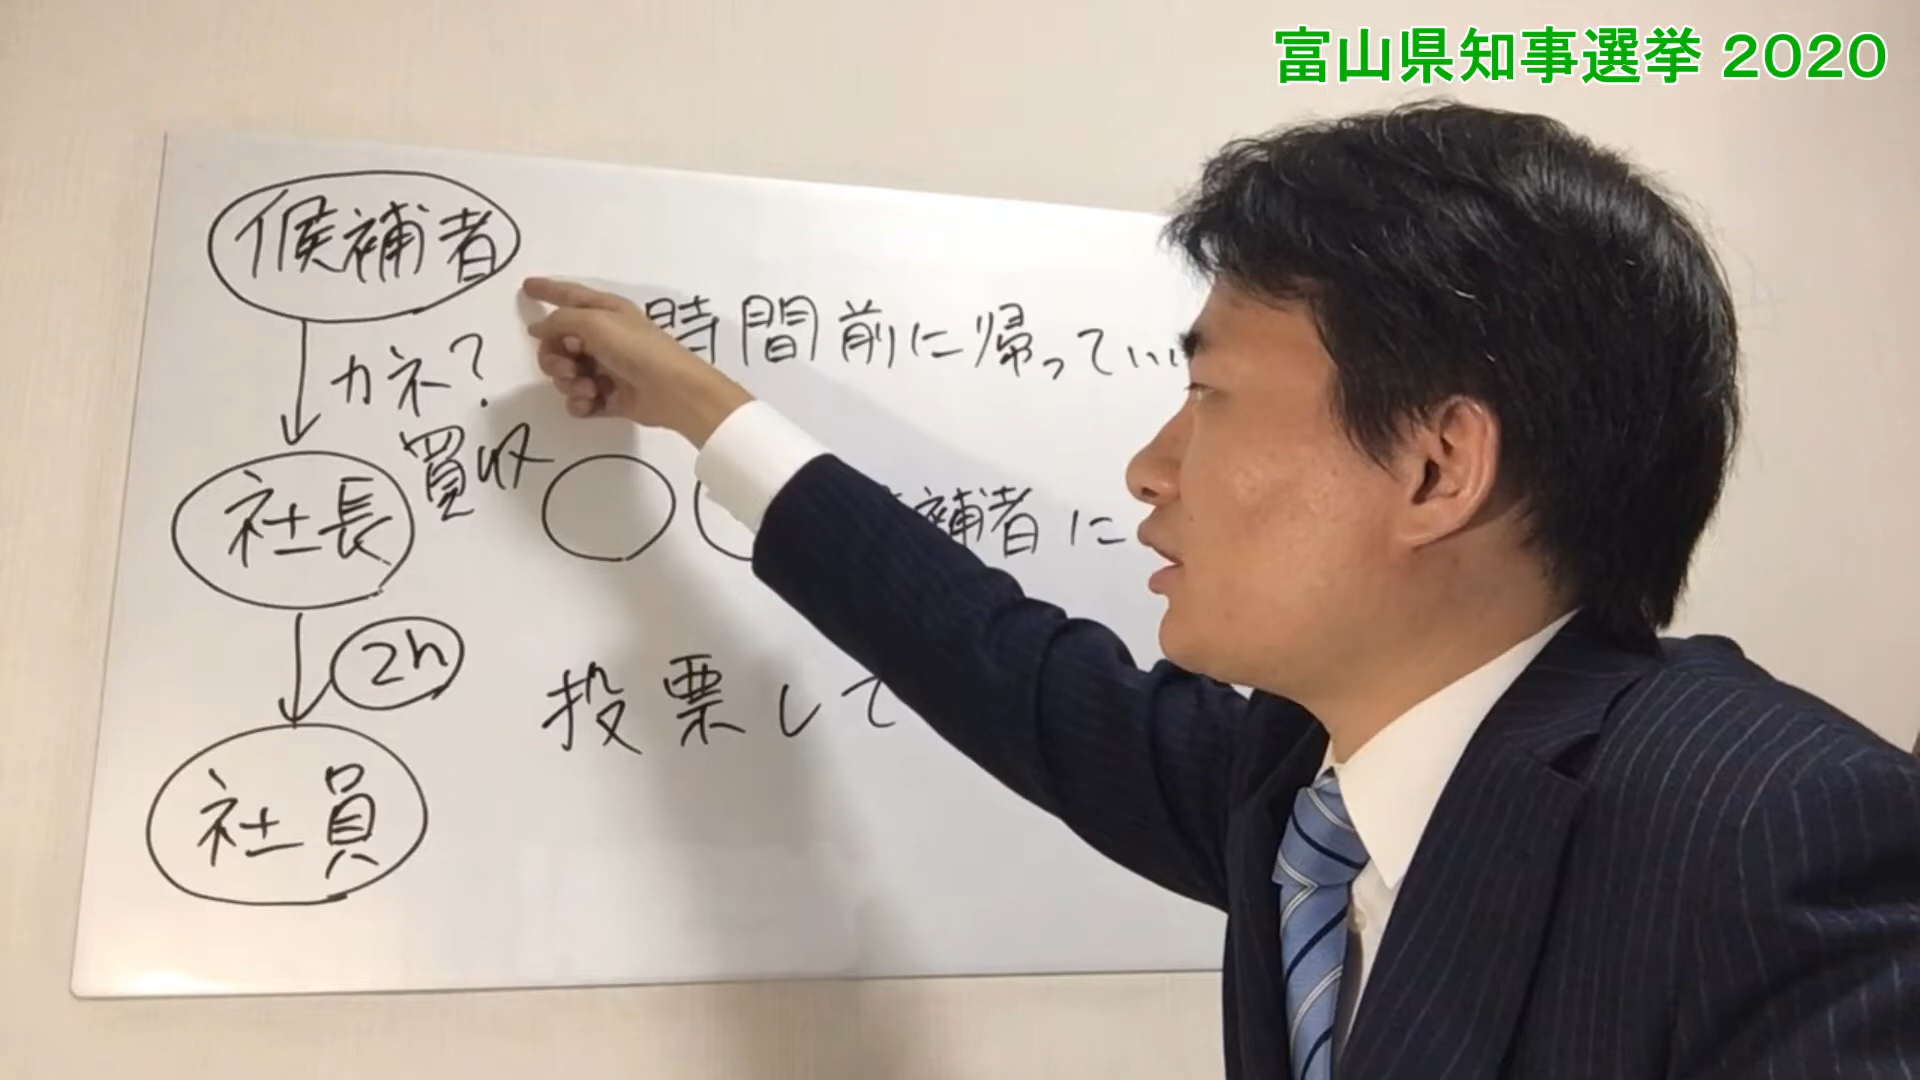 富山県知事選挙 2020
候補者
カネ?
買収
社長
2h
社員
時間前に帰っていい
補者に
投票して